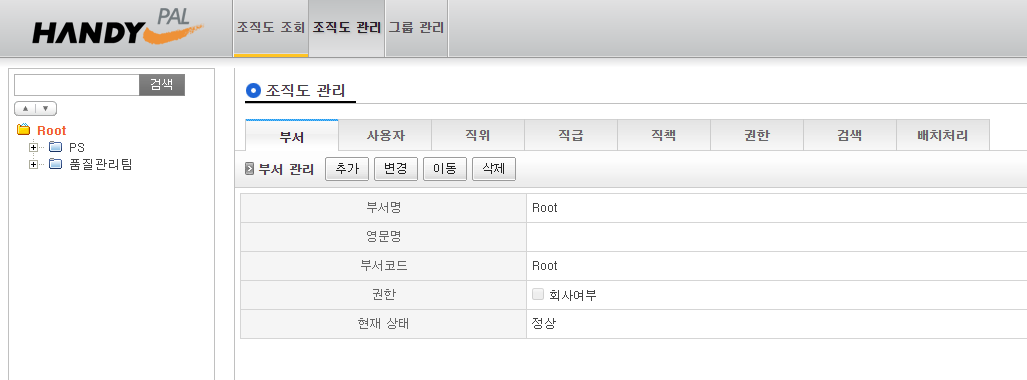 HANDY PAL
조직도 조회 조직도 관리 그룹 관리
검색
▲ | ▼
Root
PS
품질관리팀
조직도 관리
부서 사용자 직위 직급 직책 권한 검색 배치처리
부서 관리 추가 변경 이동 삭제
부서명 Root
영문명
부서코드 Root
권한 회사여부
현재 상태 정상